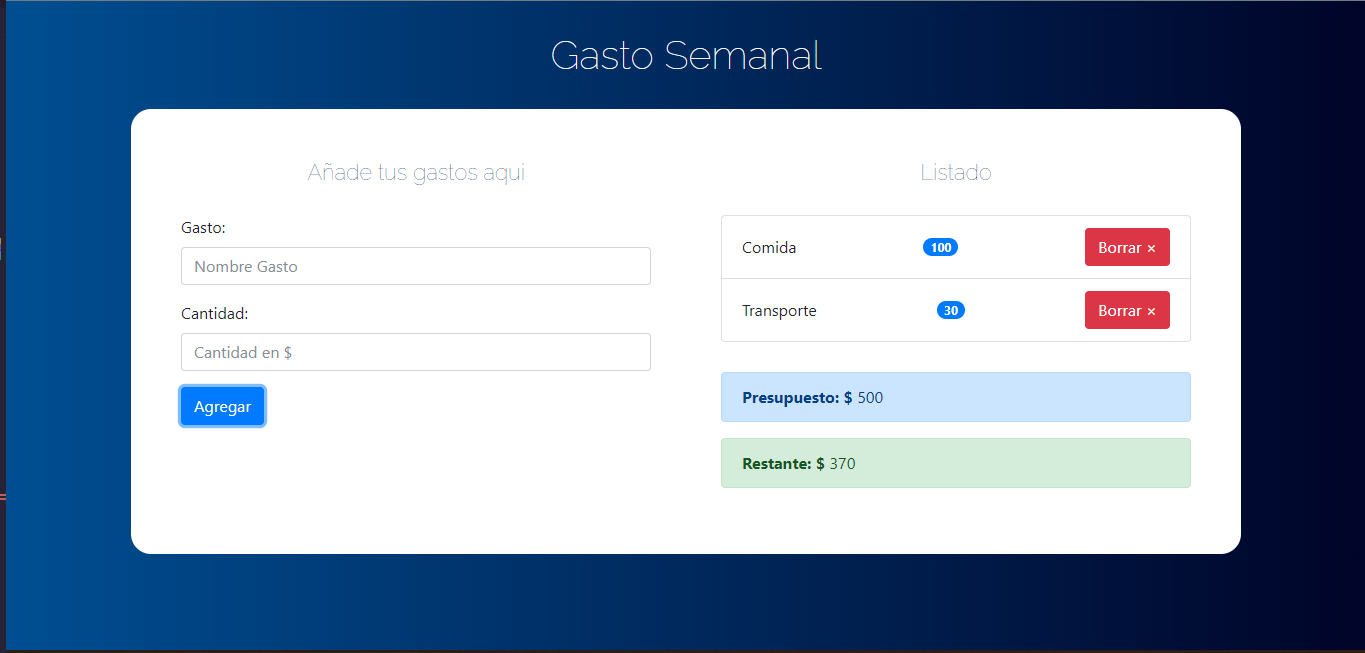 Gasto Semanal
Añade tus gastos aqui
Gasto:
Nombre Gasto
Cantidad:
Cantidad en $
Agregar
Listado
Comida 100 Borrar ×
Transporte 30 Borrar ×
Presupuesto: $ 500
Restante: $ 370